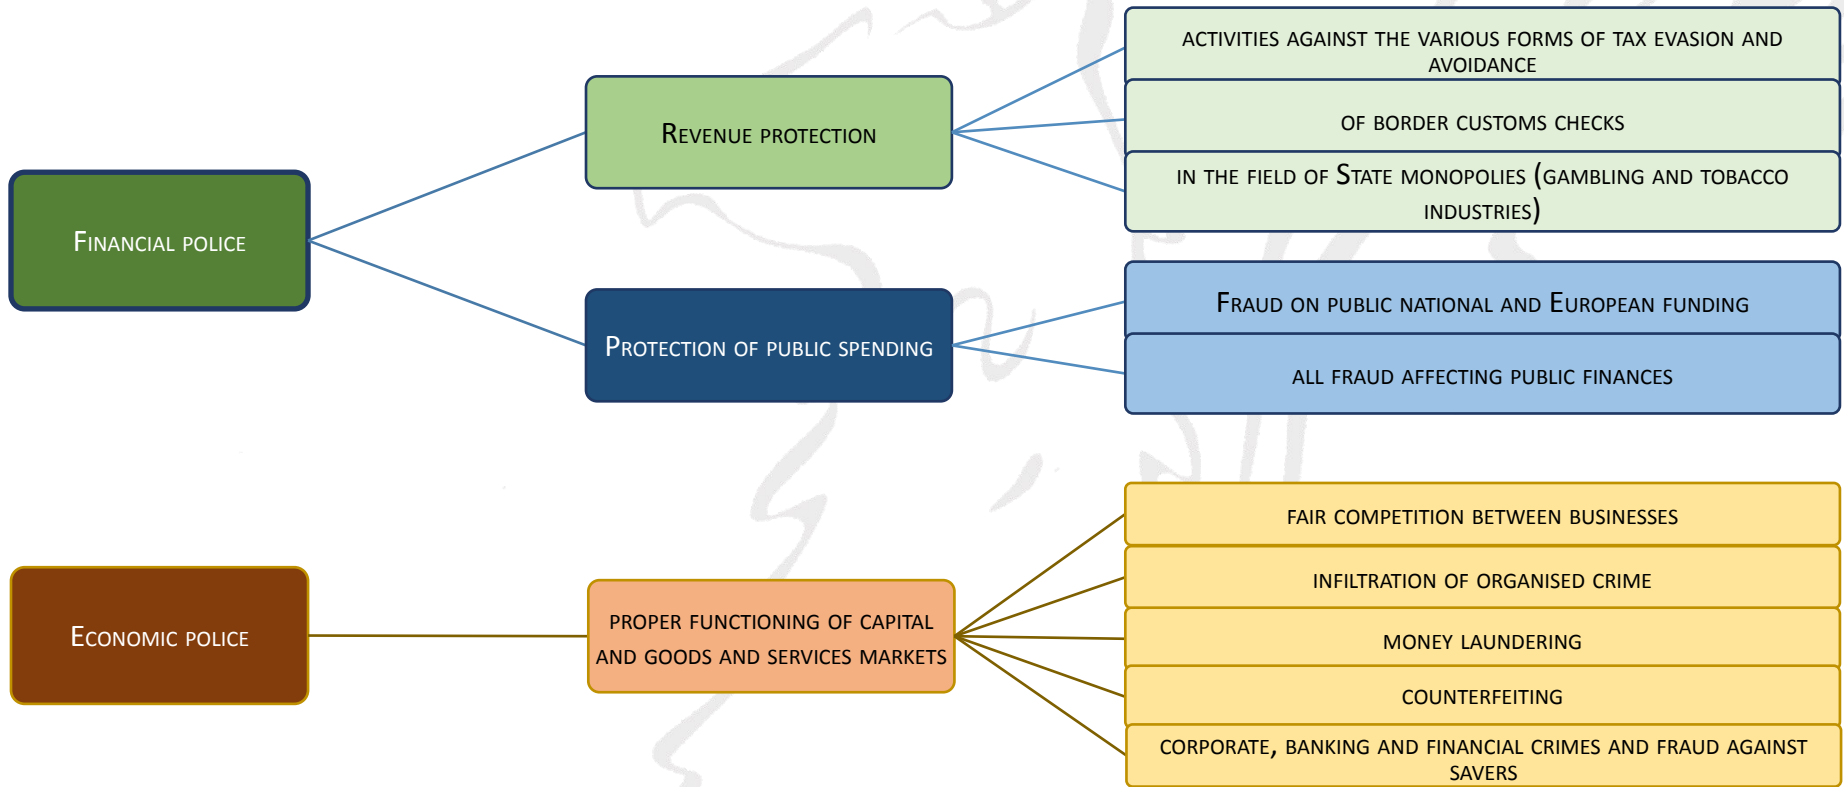 Financial police
Revenue protection
activities against the various forms of tax evasion and
avoidance
of border customs checks
in the field of State monopolies (gambling and tobacco
industries)
Protection of public spending
Fraud on public national and European funding
all fraud affecting public finances
Economic police
proper functioning of capital
and goods and services markets
fair competition between businesses
infiltration of organised crime
money laundering
counterfeiting
corporate, banking and financial crimes and fraud against
savers